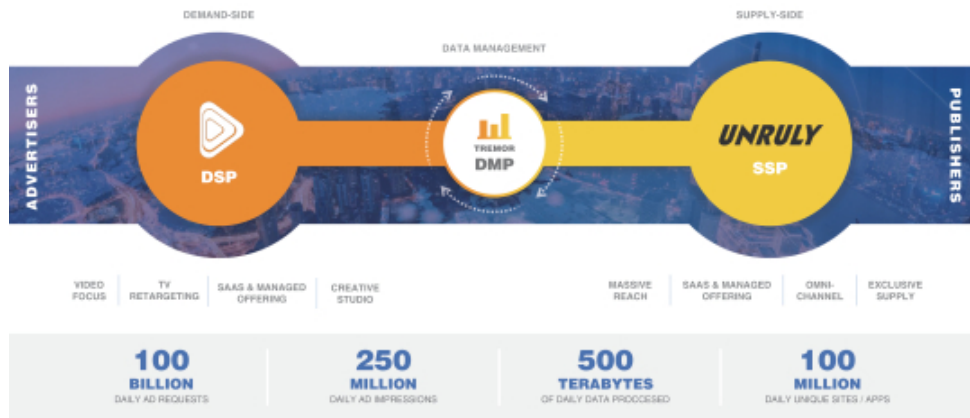 DEMAND-SIDE
SUPPLY-SIDE
DATA MANAGEMENT
ADVERTISERS
DSP
TREMOR
DMP
UNRULY
SSP
PUBLISHERS
VIDEO
FOCUS
TV
RETARGETING
SAAS & MANAGED
OFFERING
CREATIVE
STUDIO
MASSIVE
REACH
SAAS & MANAGED
OFFERING
OMNI-
CHANNEL
EXCLUSIVE
SUPPLY
100
BILLION
DAILY AD REQUESTS
250
MILLION
DAILY AD IMPRESSIONS
500
TERABYTES
OF DAILY DATA PROCCESED
100
MILLION
DAILY UNIQUE SITES / APPS